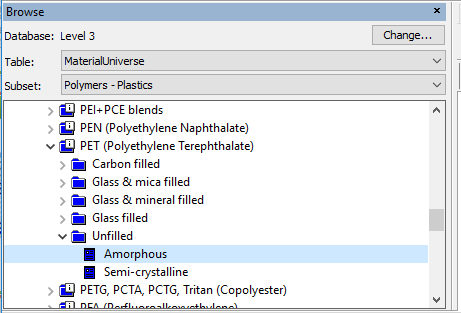 Browse
Database: Level 3 Change...
Table: MaterialUniverse
Subset: Polymers - Plastics
PEI+PCE blends
PEN (Polyethylene Naphthalate)
PET (Polyethylene Terephthalate)
Carbon filled
Glass & mica filled
Glass & mineral filled
Glass filled
Unfilled
Amorphous
Semi-crystalline
PETG, PCTA, PCTG, Tritan (Copolyester)